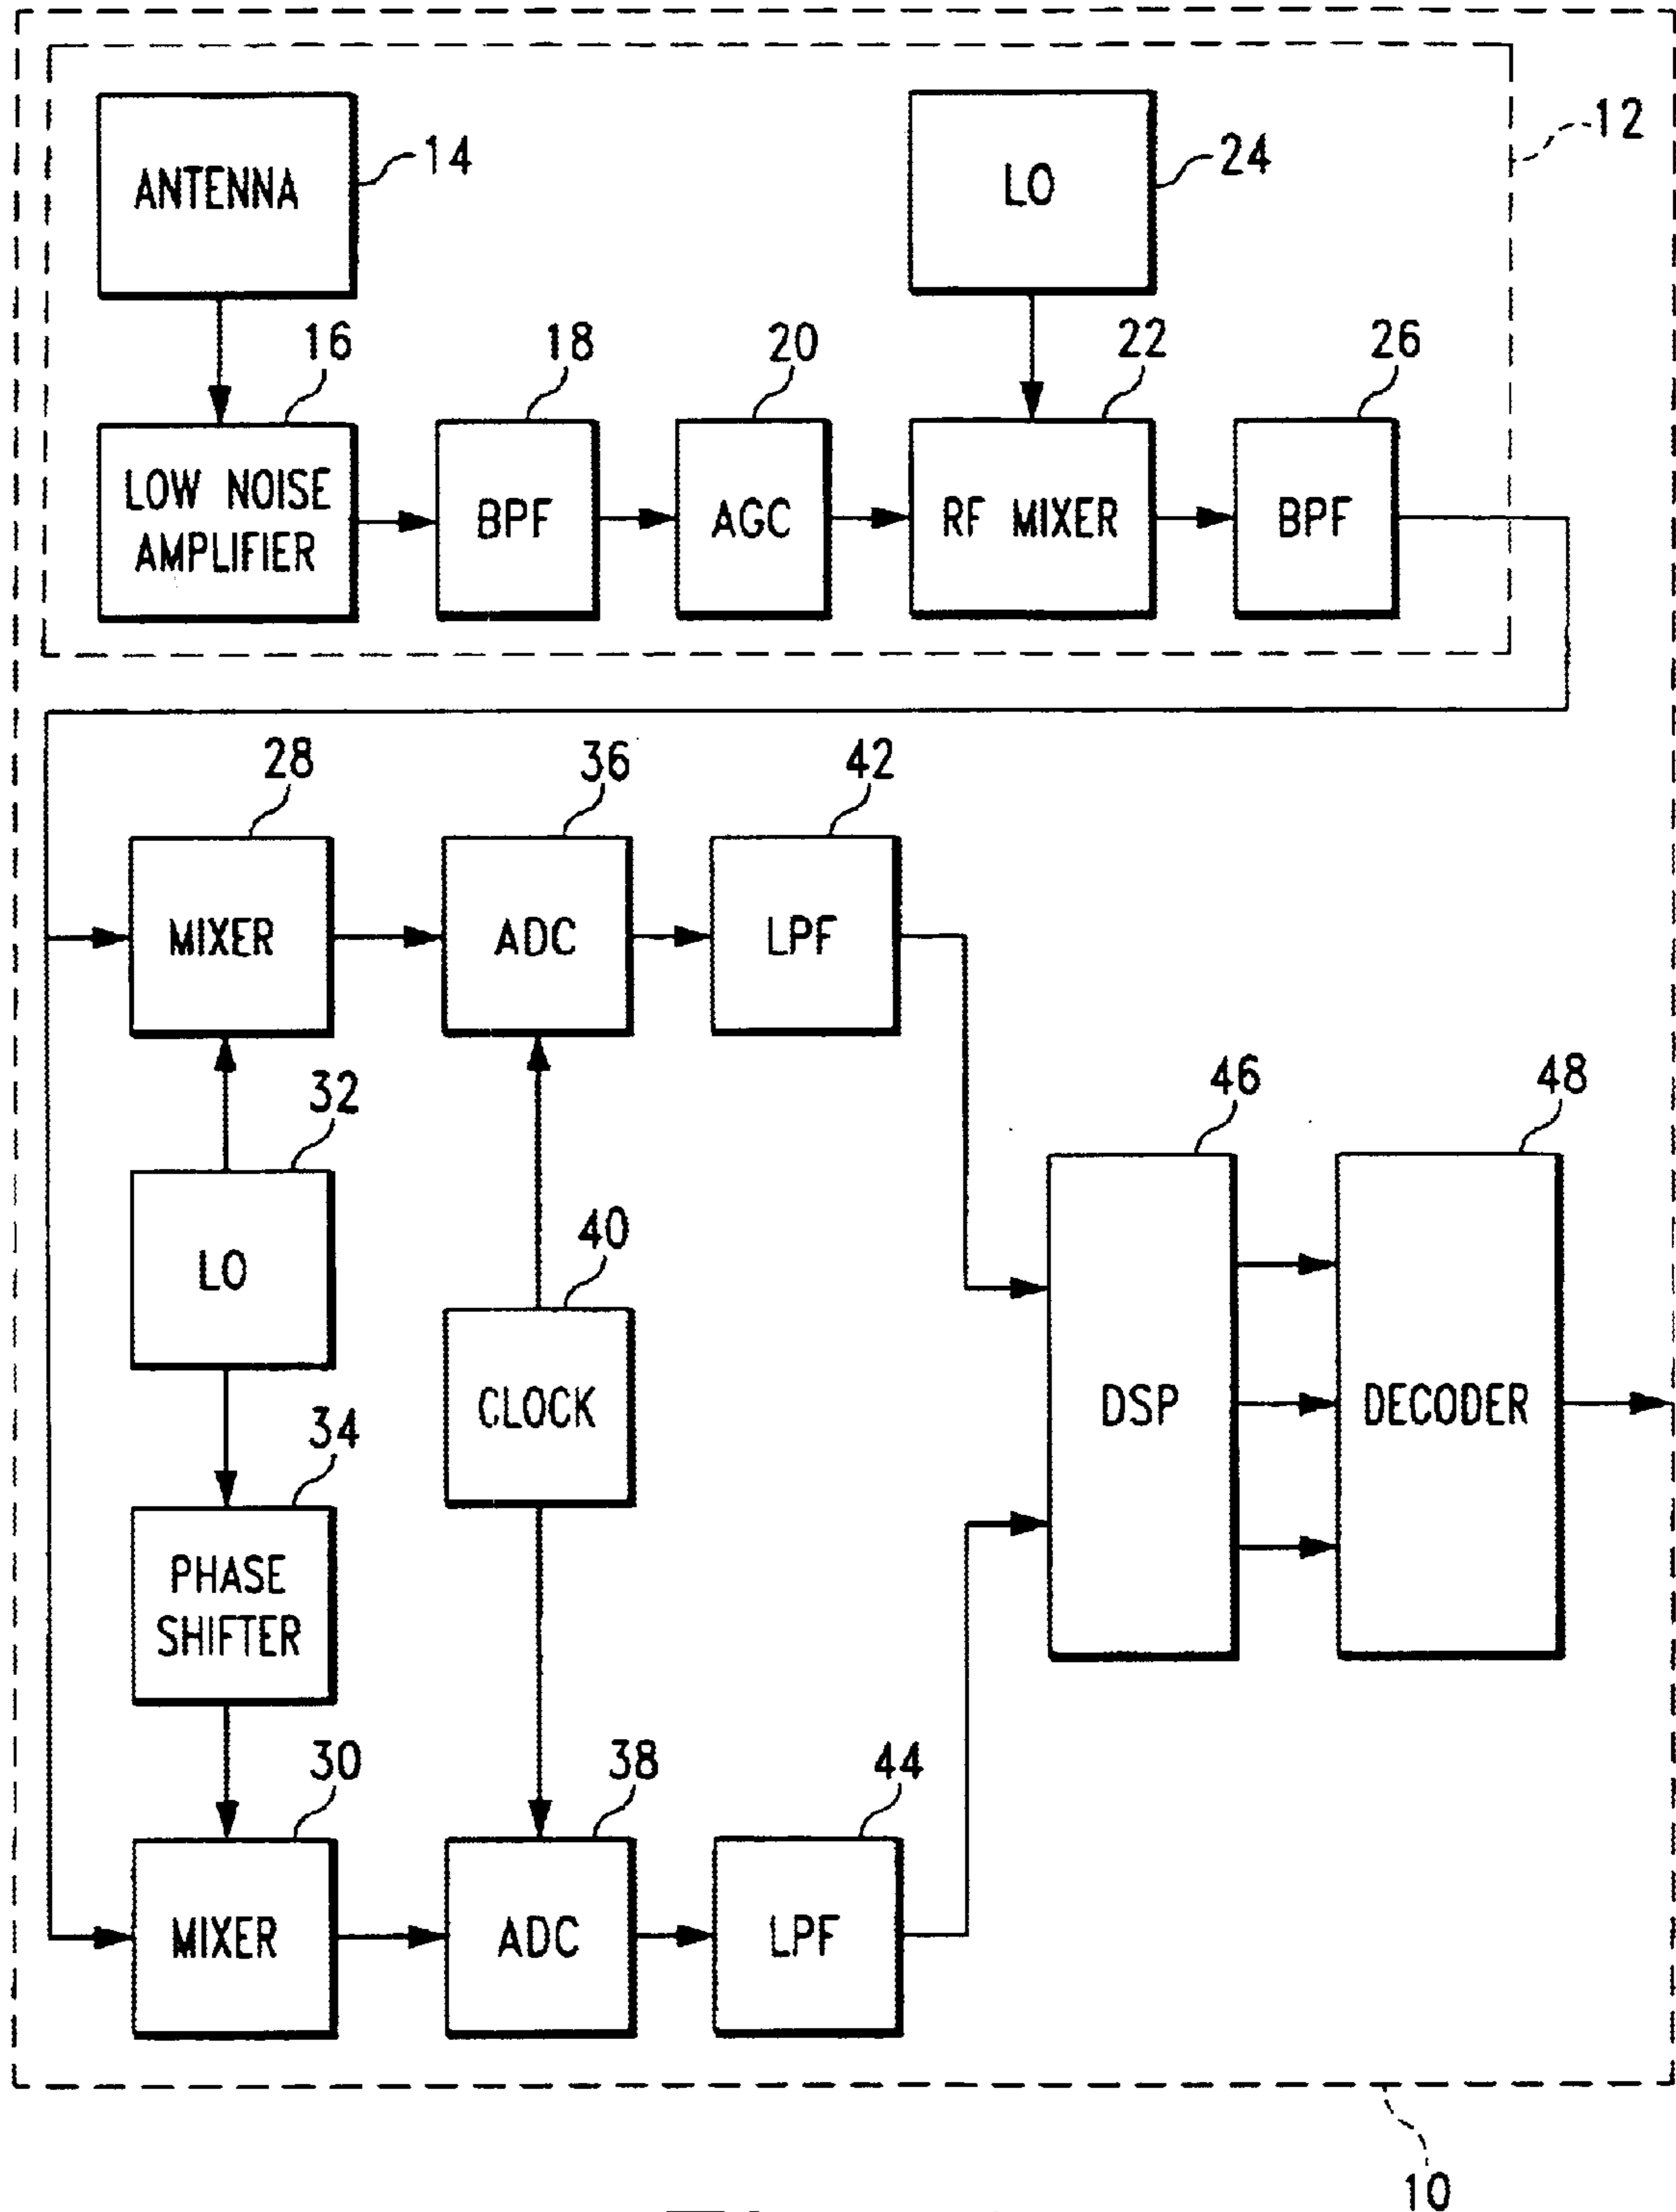 12
ANTENNA
14
LO
24
16
18
20
22
26
LOW NOISE
AMPLIFIER
BPF
AGC
RF MIXER
BPF
28
36
42
MIXER
ADC
LPF
32
46
48
LO
40
CLOCK
DSP
DECODER
34
PHASE
SHIFTER
30
38
44
MIXER
ADC
LPF
10